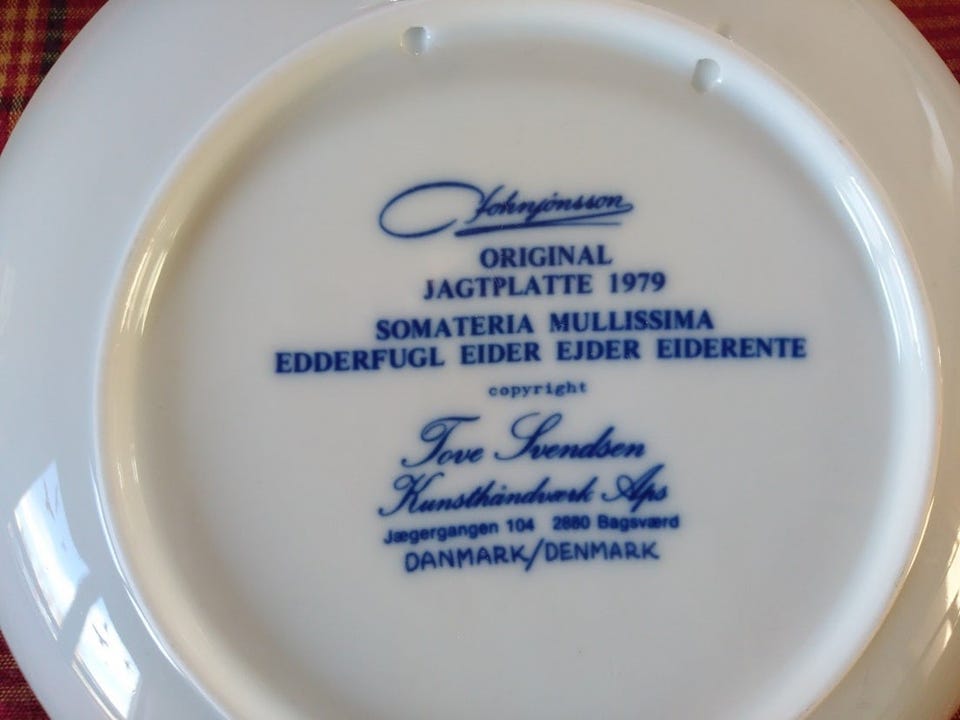 Johnjönsson
ORIGINAL
JAGTPLATTE 1979
SOMATERIA MULLISSIMA
EDDERFUGL EIDER EJDER EIDERENTE
copyright
Tove Svendsen
Kunsthåndværk Aps
Jægergangen 104 2880 Bagsværd
DANMARK/DENMARK